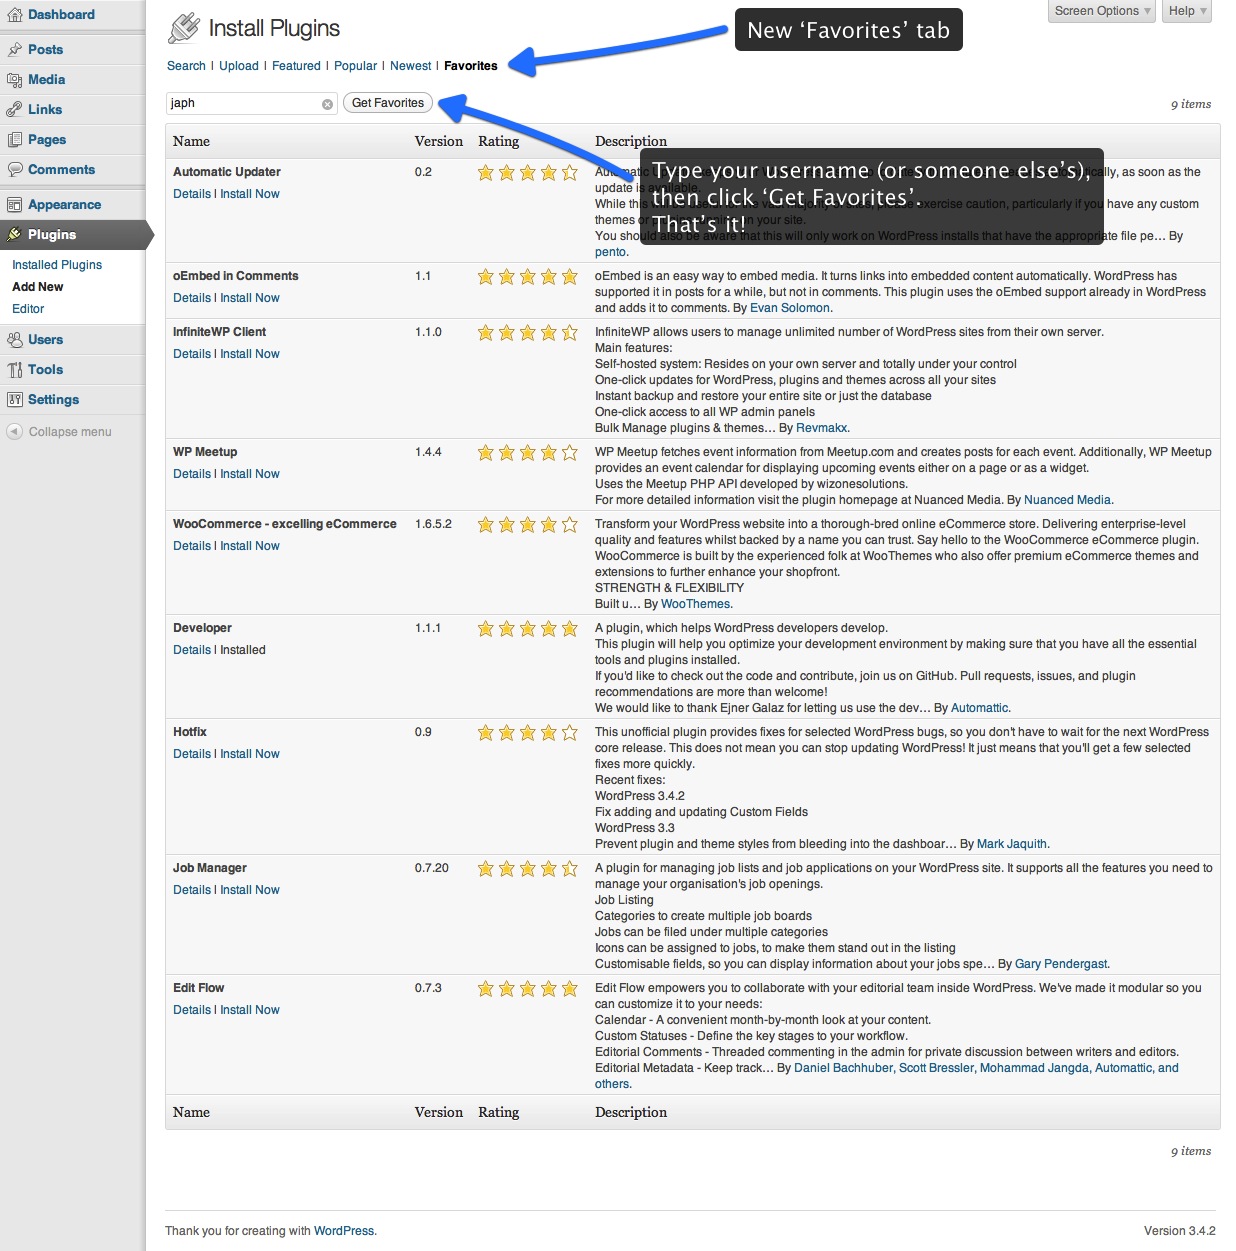 Dashboard
Posts
Media
Links
Pages
Comments
Appearance
Plugins
Installed Plugins
Add New
Editor
Users
Tools
Settings
Collapse menu
Screen Options
Help
Install Plugins
New ‘Favorites’ tab
Search | Upload | Featured | Popular | Newest | Favorites
japh
Get Favorites
9 items
Type your username (or someone else’s),
then click ‘Get Favorites’.
That’s it!
Name Version Rating Description
Automatic Updater 0.2
Details | Install Now
as soon as the
update is available.
While this will be exercise caution, particularly if you have any custom
themes or on your site.
You should also be aware that this will only work on WordPress installs that have the appropriate file pe... By
pento.
oEmbed in Comments 1.1
Details | Install Now
oEmbed is an easy way to embed media. It turns links into embedded content automatically. WordPress has
supported it in posts for a while, but not in comments. This plugin uses the oEmbed support already in WordPress
and adds it to comments. By Evan Solomon.
InfiniteWP Client 1.1.0
Details | Install Now
InfiniteWP allows users to manage unlimited number of WordPress sites from their own server.
Main features:
Self-hosted system: Resides on your own server and totally under your control
One-click updates for WordPress, plugins and themes across all your sites
Instant backup and restore your entire site or just the database
One-click access to all WP admin panels
Bulk Manage plugins & themes... By Revmakx.
WP Meetup 1.4.4
Details | Install Now
WP Meetup fetches event information from Meetup.com and creates posts for each event. Additionally, WP Meetup
provides an event calendar for displaying upcoming events either on a page or as a widget.
Uses the Meetup PHP API developed by wizonesolutions.
For more detailed information visit the plugin homepage at Nuanced Media. By Nuanced Media.
WooCommerce - excelling eCommerce 1.6.5.2
Details | Install Now
Transform your WordPress website into a thorough-bred online eCommerce store. Delivering enterprise-level
quality and features whilst backed by a name you can trust. Say hello to the WooCommerce eCommerce plugin.
WooCommerce is built by the experienced folk at WooThemes who also offer premium eCommerce themes and
extensions to further enhance your shopfront.
STRENGTH & FLEXIBILITY
Built u... By WooThemes.
Developer 1.1.1
Details | Installed
A plugin, which helps WordPress developers develop.
This plugin will help you optimize your development environment by making sure that you have all the essential
tools and plugins installed.
If you'd like to check out the code and contribute, join us on GitHub. Pull requests, issues, and plugin
recommendations are more than welcome!
We would like to thank Ejner Galaz for letting us use the dev... By Automattic.
Hotfix 0.9
Details | Install Now
This unofficial plugin provides fixes for selected WordPress bugs, so you don't have to wait for the next WordPress
core release. This does not mean you can stop updating WordPress! It just means that you'll get a few selected
fixes more quickly.
Recent fixes:
WordPress 3.4.2
Fix adding and updating Custom Fields
WordPress 3.3
Prevent plugin and theme styles from bleeding into the dashboar... By Mark Jaquith.
Job Manager 0.7.20
Details | Install Now
A plugin for managing job lists and job applications on your WordPress site. It supports all the features you need to
manage your organisation's job openings.
Job Listing
Categories to create multiple job boards
Jobs can be filed under multiple categories
Icons can be assigned to jobs, to make them stand out in the listing
Customisable fields, so you can display information about your jobs spe... By Gary Pendergast.
Edit Flow 0.7.3
Details | Install Now
Edit Flow empowers you to collaborate with your editorial team inside WordPress. We've made it modular so you
can customize it to your needs:
Calendar - A convenient month-by-month look at your content.
Custom Statuses - Define the key stages to your workflow.
Editorial Comments - Threaded commenting in the admin for private discussion between writers and editors.
Editorial Metadata - Keep track... By Daniel Bachhuber, Scott Bressler, Mohammad Jangda, Automattic, and
others.
Name Version Rating Description
9 items
Thank you for creating with WordPress.
Version 3.4.2